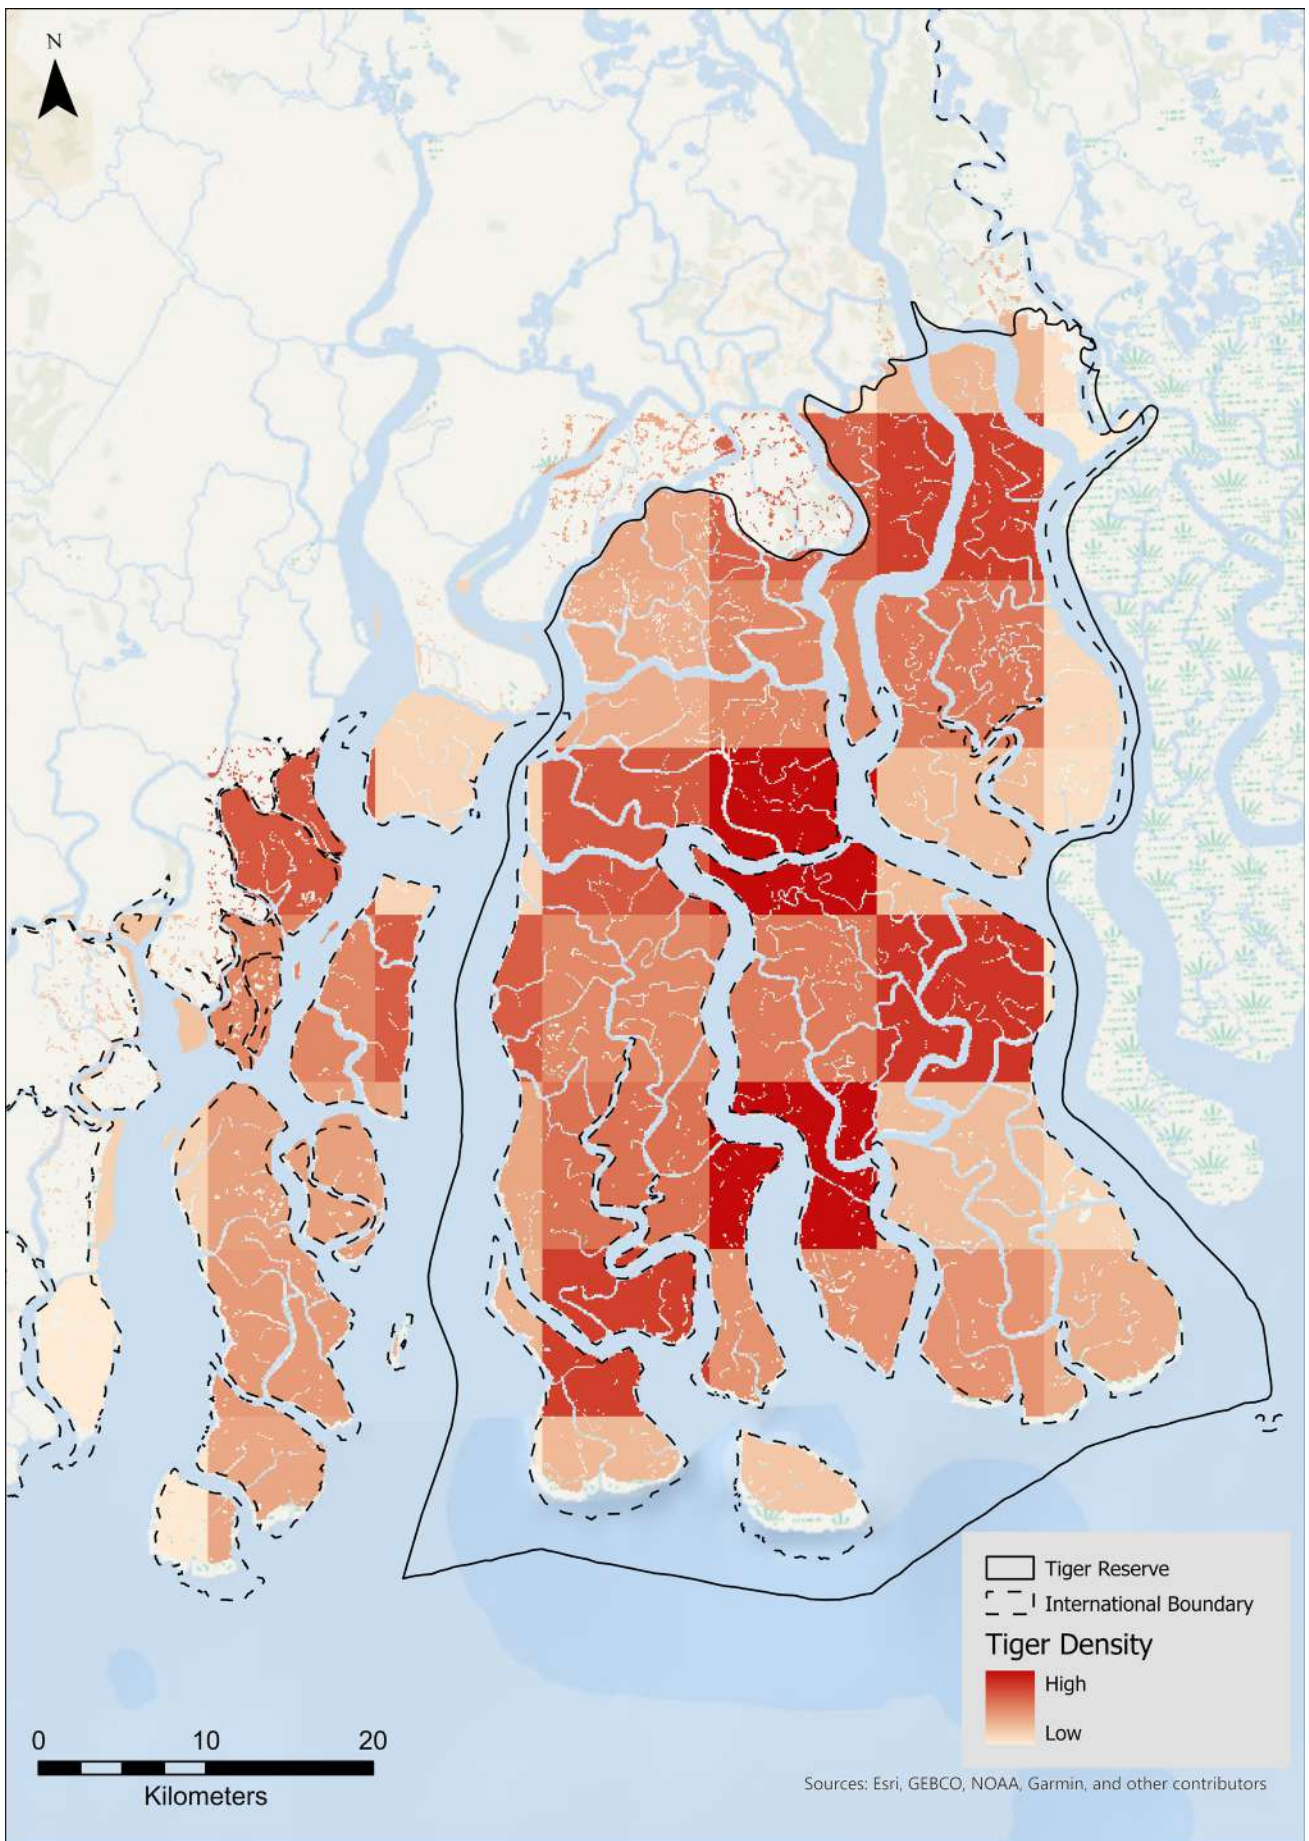 N
Tiger Reserve
International Boundary
Tiger Density
High
Low
0 10 20
Kilometers
Sources: Esri, GEBCO, NOAA, Garmin, and other contributors